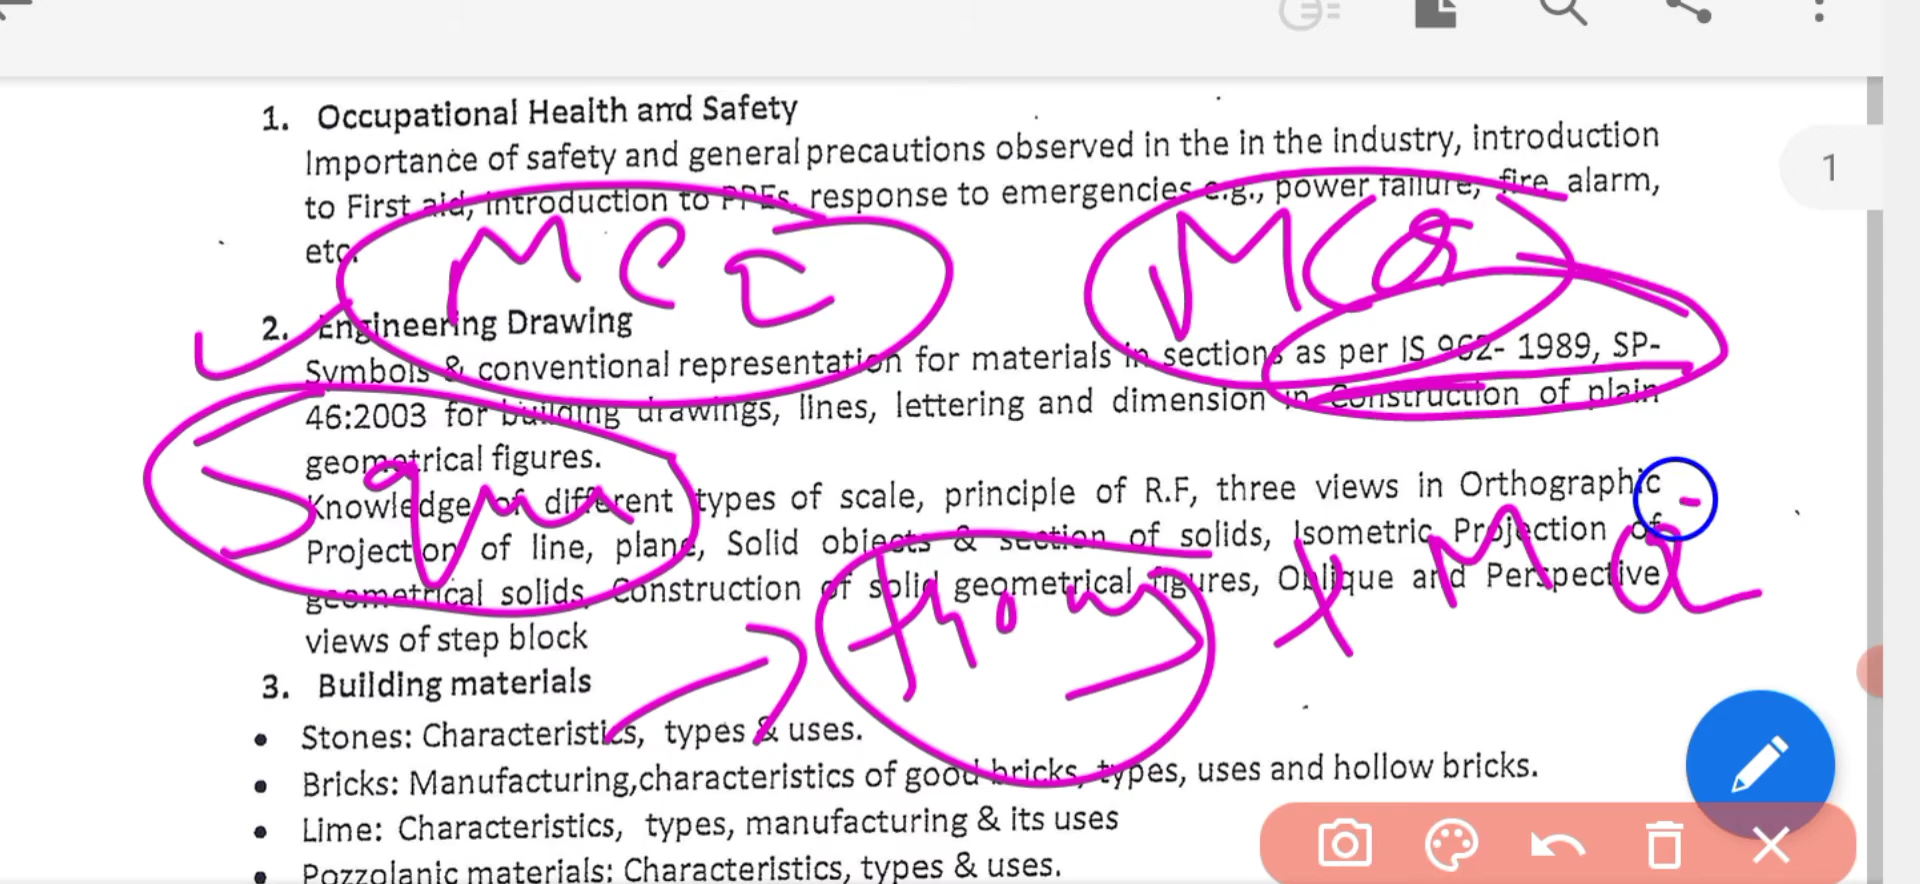 1
1. Occupational Health and Safety
Importance of safety and general precautions observed in the in the industry, introduction
to First aid, introduction to PPEs, response to emergencies e.g., power failure, fire alarm,
etc.
MCQ
2. Engineering Drawing
Symbols & conventional representation for materials in sections as per IS 962- 1989, SP-
46:2003 for building drawings, lines, lettering and dimension in Construction of plain
geometrical figures.
Knowledge of different types of scale, principle of R.F, three views in Orthographic
Projection of line, plane, Solid objects & section of solids, Isometric Projection of
geometrical solids. Construction of solid geometrical figures, Oblique and Perspective
views of step block
3. Building materials
• Stones: Characteristics, types & uses.
• Bricks: Manufacturing,characteristics of good bricks, types, uses and hollow bricks.
• Lime: Characteristics, types, manufacturing & its uses
• Pozzolanic materials: Characteristics, types & uses.